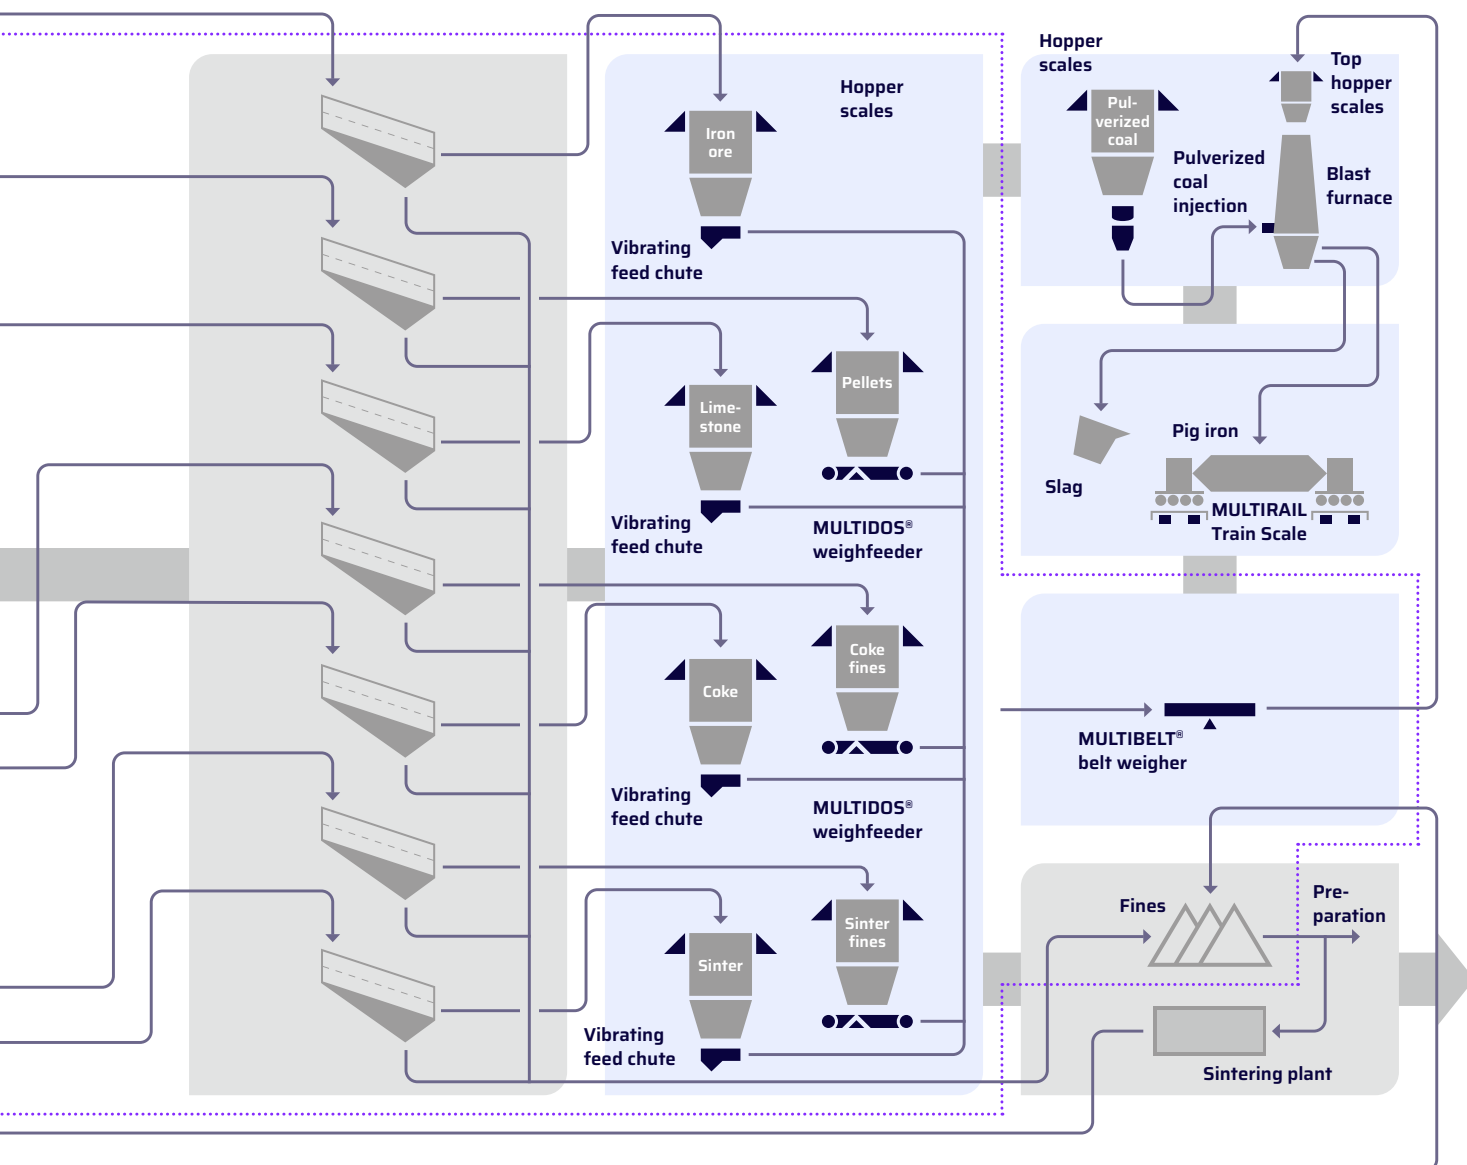 Hopper
scales
Iron
ore
Vibrating
feed chute
Pellets
Lime-
stone
Vibrating
feed chute
MULTIDOS®
weighfeeder
Coke
fines
Coke
Vibrating
feed chute
MULTIDOS®
weighfeeder
Sinter
fines
Sinter
Vibrating
feed chute
Hopper
scales
Pul-
verized
coal
Top
hopper
scales
Pulverized
coal
injection
Blast
furnace
Pig iron
Slag
MULTIRAIL
Train Scale
MULTIBELT®
belt weigher
Fines
Pre-
paration
Sintering plant